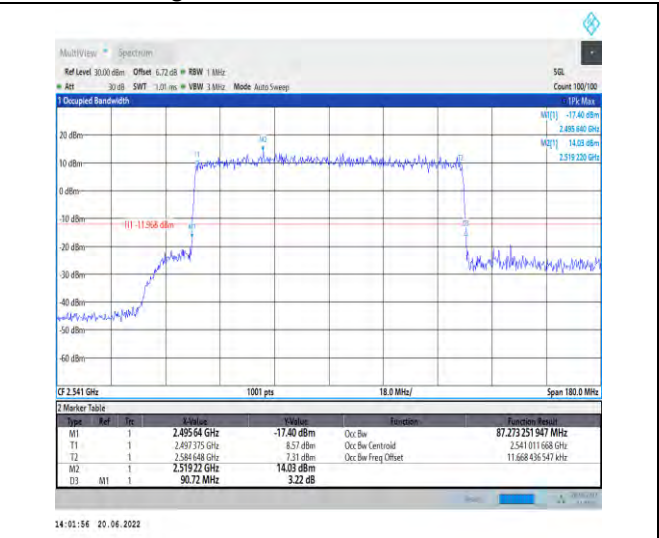 MultiView Spectrum
Ref Level 30.00 dBm Offset 6.72 dB RBW 1 MHz SGL
Att 30 dB SWT 1.01 ms VBW 3 MHz Mode Auto Sweep Count 100/100
1 Occupied Bandwidth 1Pk Max
M1[1] -17.40 dBm
2.495 640 GHz
M2[1] 14.03 dBm
2.519 220 GHz
20 dBm
M2
T1
T2
10 dBm
0 dBm
-10 dBm
H1 -11.968 dBm
M1
D3
-20 dBm
-30 dBm
-40 dBm
-50 dBm
-60 dBm
CF 2.541 GHz 1001 pts 18.0 MHz/ Span 180.0 MHz
2 Marker Table
Type Ref Trc X-Value Y-Value Function Function Result
M1 1 2.495 64 GHz -17.40 dBm Occ Bw 87.273 251 947 MHz
T1 1 2.497 375 GHz 8.57 dBm Occ Bw Centroid 2.541 011 668 GHz
T2 1 2.584 648 GHz 7.31 dBm Occ Bw Freq Offset 11.668 436 547 kHz
M2 1 2.519 22 GHz 14.03 dBm
D3 M1 1 90.72 MHz 3.22 dB
14:01:56 20.06.2022